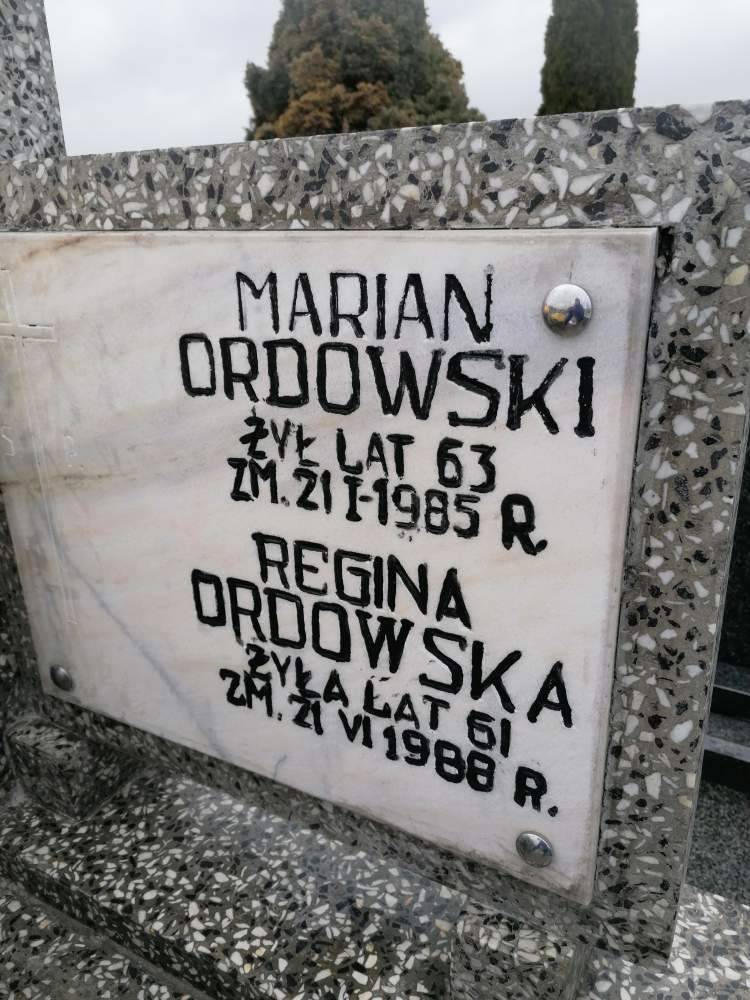 MARIAN
ORDOWSKI
ŻYŁ LAT 63
ZM. 21 I-1985 R.
REGINA
ORDOWSKA
ŻYŁA LAT 61
ZM. 21 VI 1988 R.